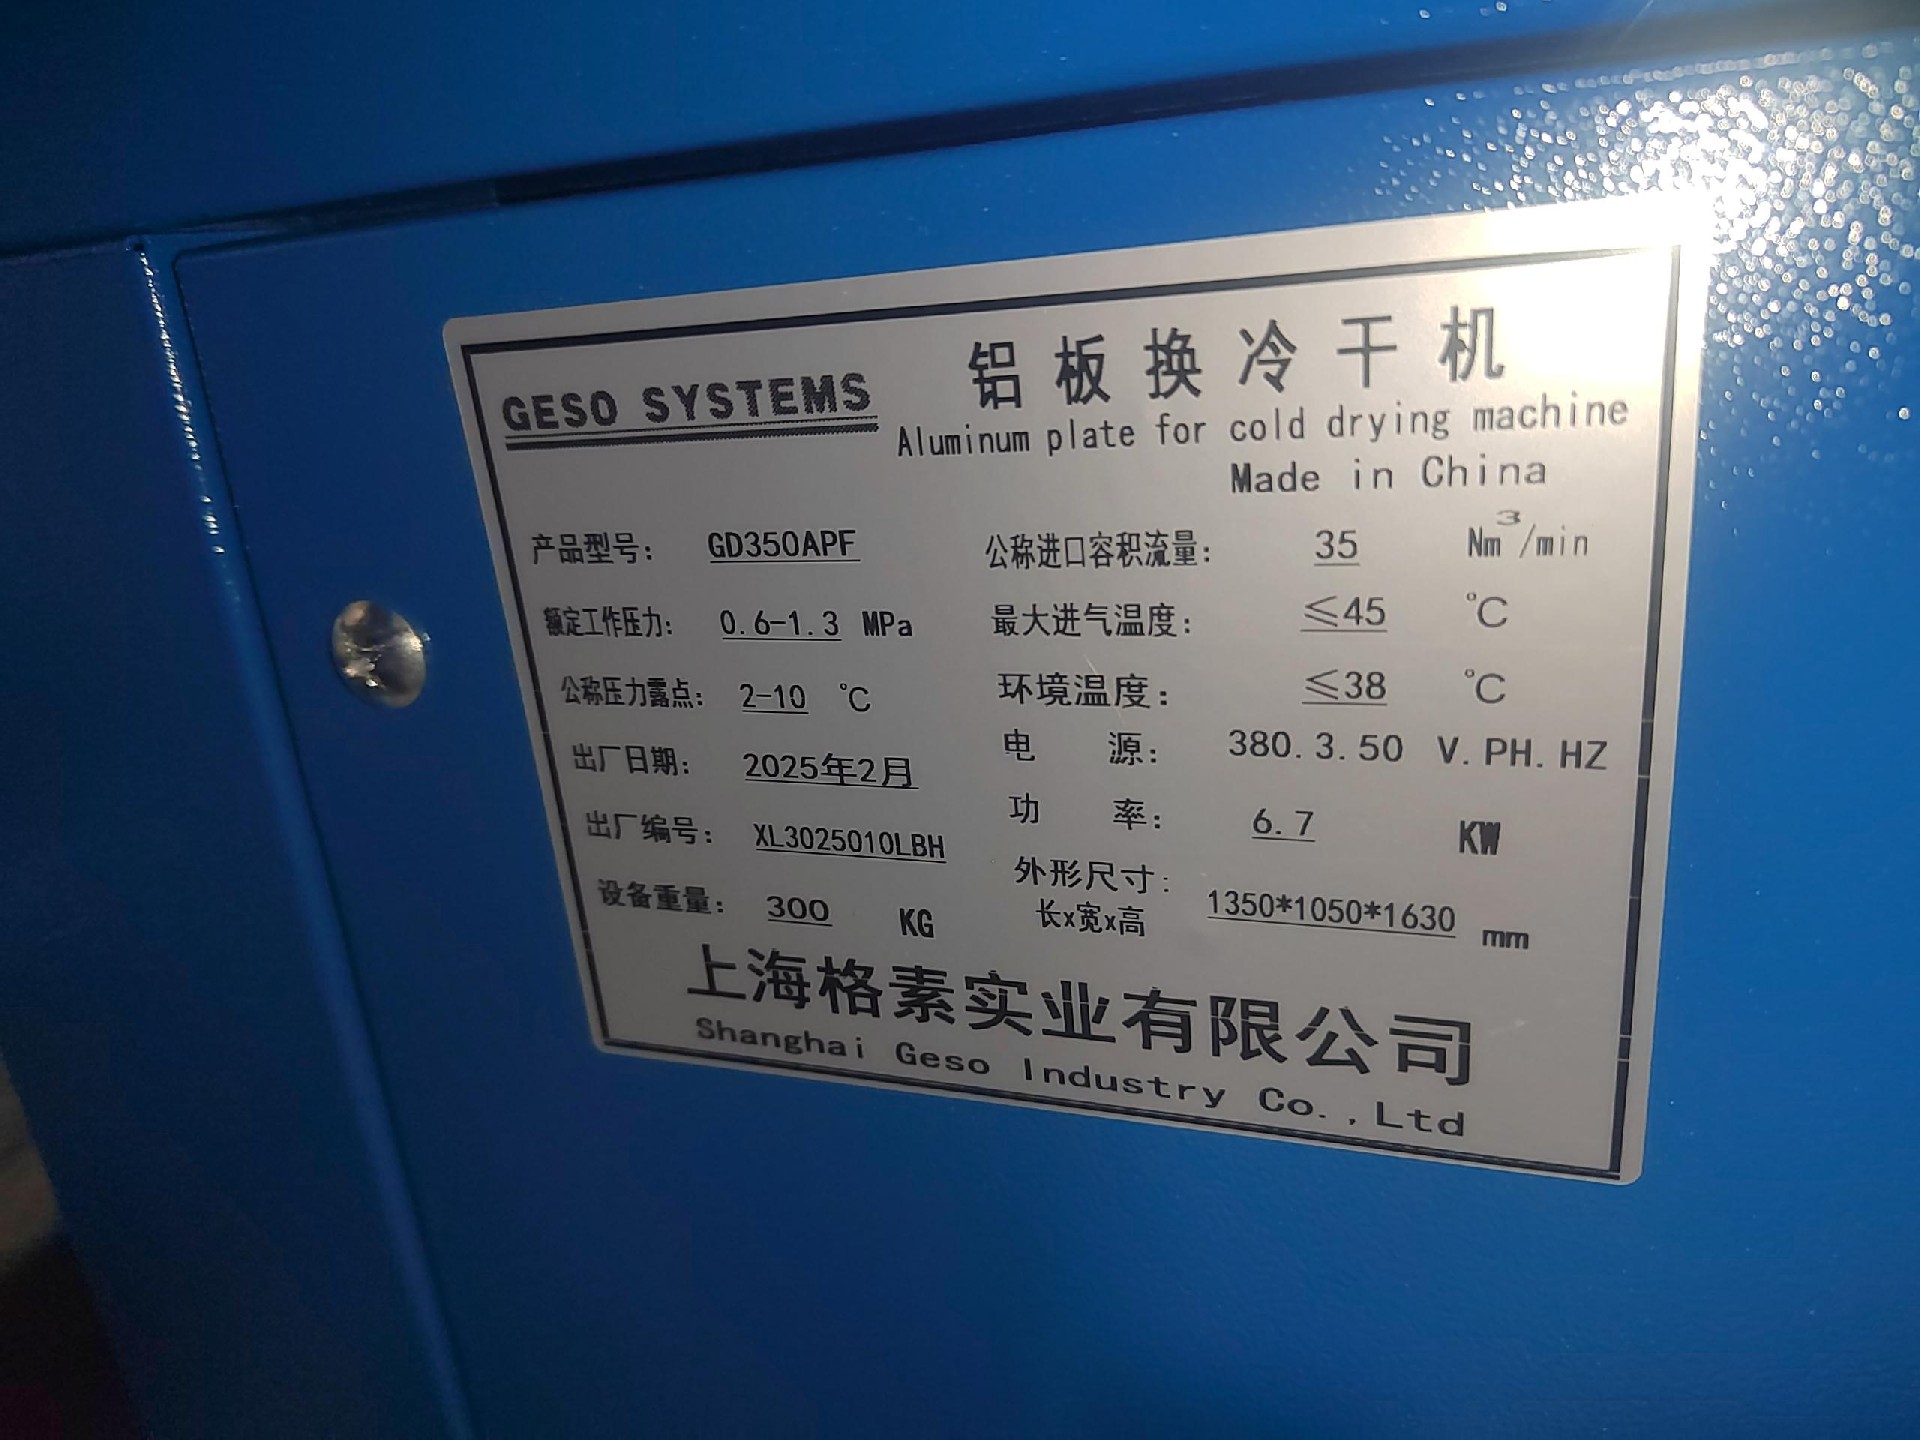 GESO SYSTEMS 铝板换冷干机
Aluminum plate for cold drying machine
Made in China
产品型号: GD350APF 公称进口容积流量: 35 Nm³/min
额定工作压力: 0.6-1.3 MPa 最大进气温度: ≤45 ℃
公称压力露点: 2-10 ℃ 环境温度: ≤38 ℃
出厂日期: 2025年2月 电源: 380.3.50 V.PH.HZ
出厂编号: XL3025010LBH 功率: 6.7 KW
设备重量: 300 KG 外形尺寸: 长x宽x高 1350*1050*1630 mm
上海格素实业有限公司
Shanghai Geso Industry Co.,Ltd